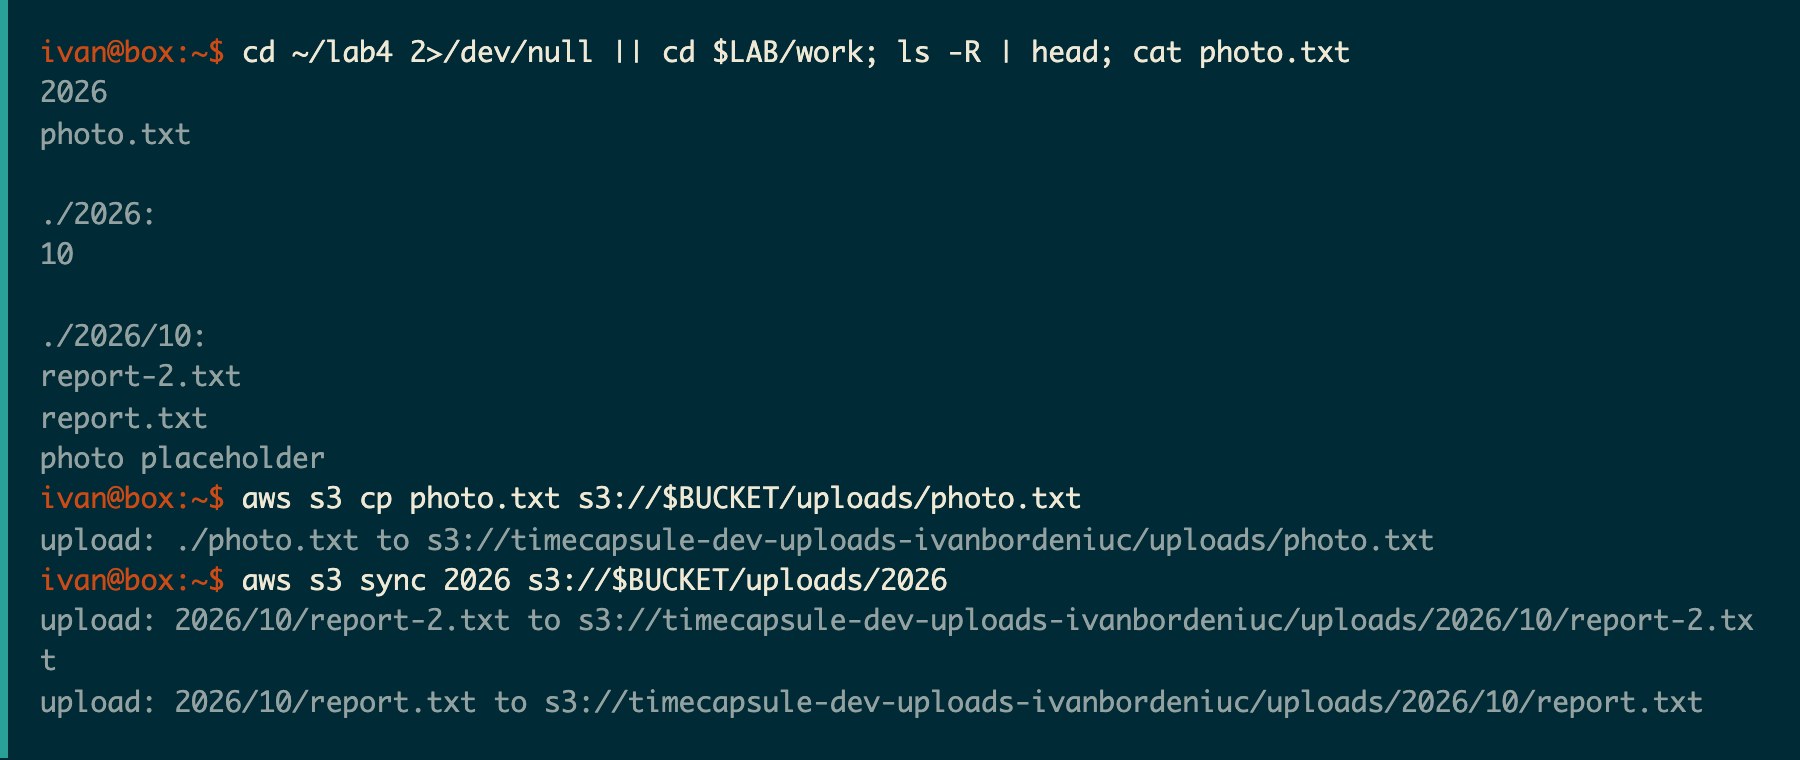 ivan@box:~$ cd ~/lab4 2>/dev/null || cd $LAB/work; ls -R | head; cat photo.txt
2026
photo.txt
./2026:
10
./2026/10:
report-2.txt
report.txt
photo placeholder
ivan@box:~$ aws s3 cp photo.txt s3://$BUCKET/uploads/photo.txt
upload: ./photo.txt to s3://timecapsule-dev-uploads-ivanbordeniuc/uploads/photo.txt
ivan@box:~$ aws s3 sync 2026 s3://$BUCKET/uploads/2026
upload: 2026/10/report-2.txt to s3://timecapsule-dev-uploads-ivanbordeniuc/uploads/2026/10/report-2.tx
t
upload: 2026/10/report.txt to s3://timecapsule-dev-uploads-ivanbordeniuc/uploads/2026/10/report.txt